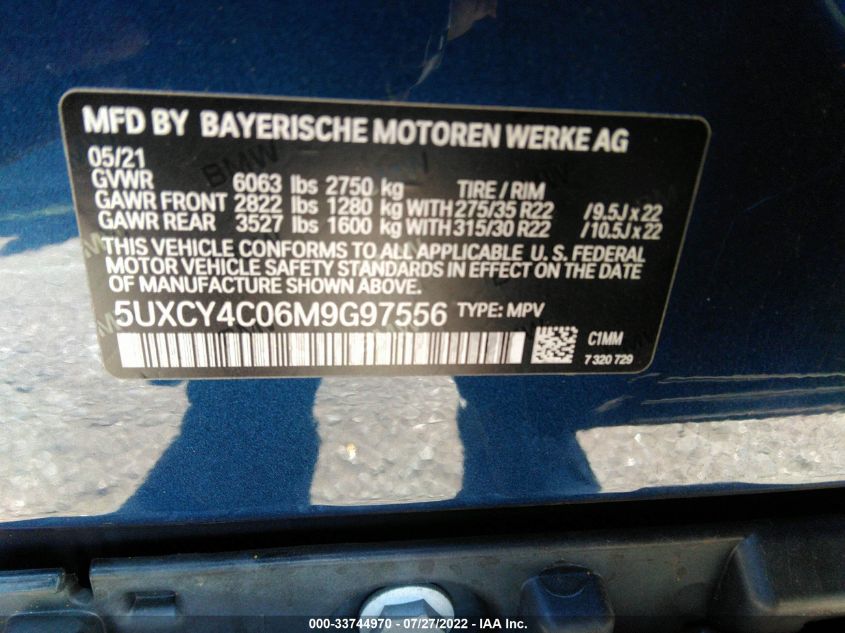 MFD BY BAYERISCHE MOTOREN WERKE AG
05/21
GVWR 6063 lbs 2750 kg TIRE / RIM
GAWR FRONT 2822 lbs 1280 kg WITH 275/35 R22 /9.5J x 22
GAWR REAR 3527 lbs 1600 kg WITH 315/30 R22 /10.5J x 22
THIS VEHICLE CONFORMS TO ALL APPLICABLE U. S. FEDERAL
MOTOR VEHICLE SAFETY STANDARDS IN EFFECT ON THE DATE
OF MANUFACTURE SHOWN ABOVE.
5UXCY4C06M9G97556 TYPE: MPV
C1MM
7 320 729
000-33744970 / 07/27/2022 - IAA Inc.